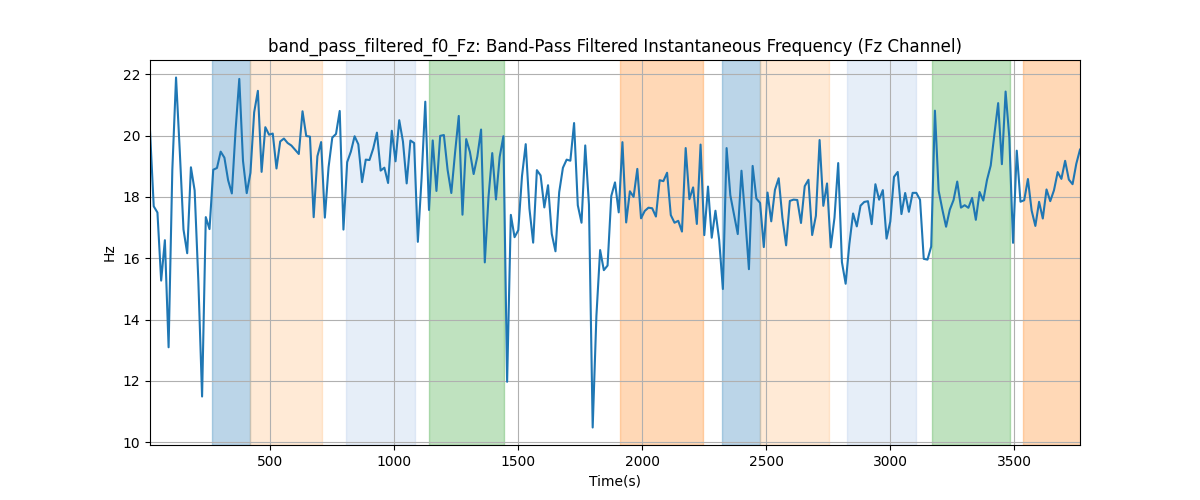 band_pass_filtered_f0_Fz: Band-Pass Filtered Instantaneous Frequency (Fz Channel)
22
20
18
16
14
12
10
Hz
500 1000 1500 2000 2500 3000 3500
Time(s)